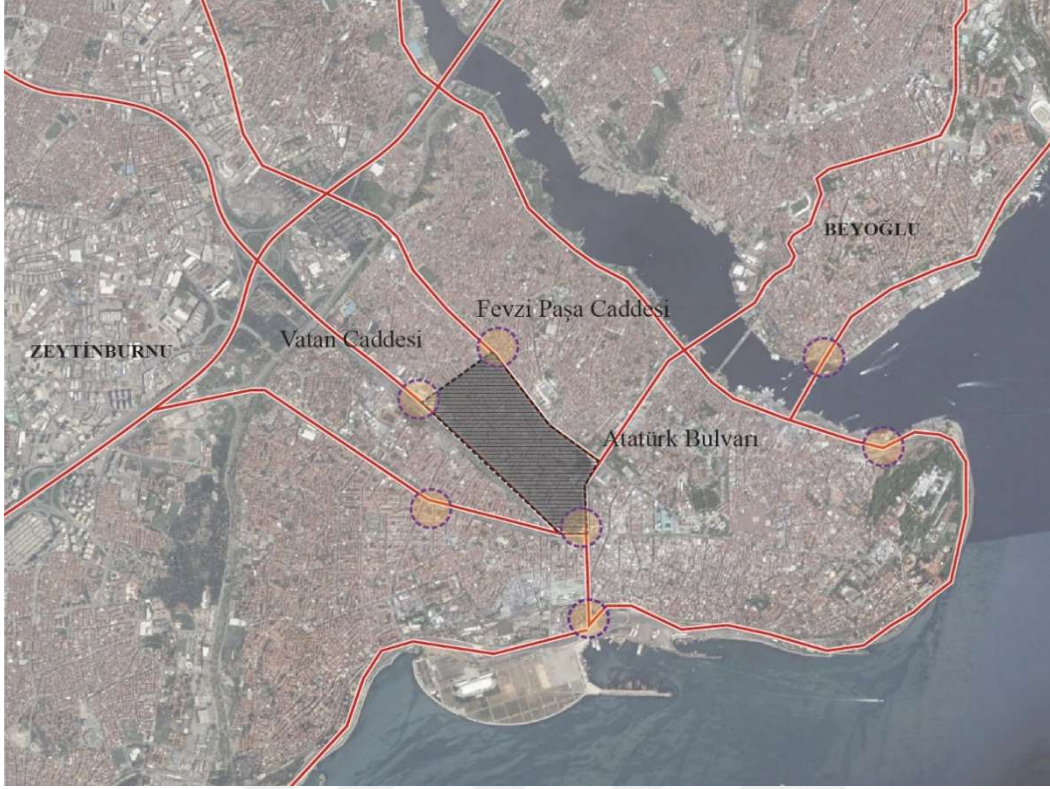 BEYOĞLU
Fevzi Paşa Caddesi
Vatan Caddesi
ZEYTİNBURNU
Atatürk Bulvarı